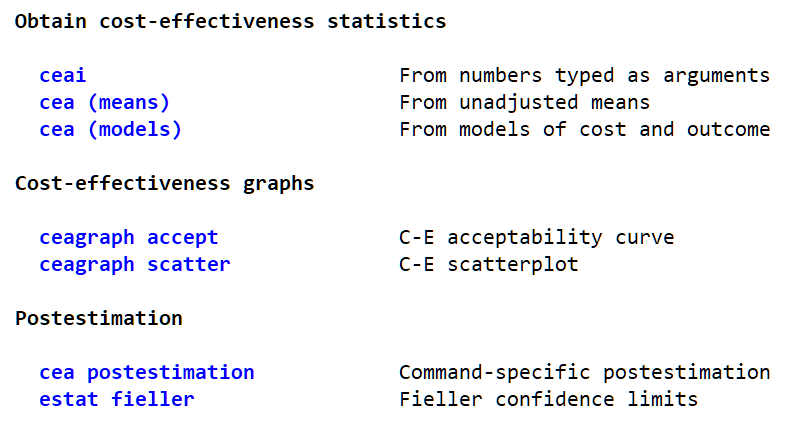 Obtain cost-effectiveness statistics
ceai From numbers typed as arguments
cea (means) From unadjusted means
cea (models) From models of cost and outcome
Cost-effectiveness graphs
ceagraph accept C-E acceptability curve
ceagraph scatter C-E scatterplot
Postestimation
cea postestimation Command-specific postestimation
estat fieller Fieller confidence limits